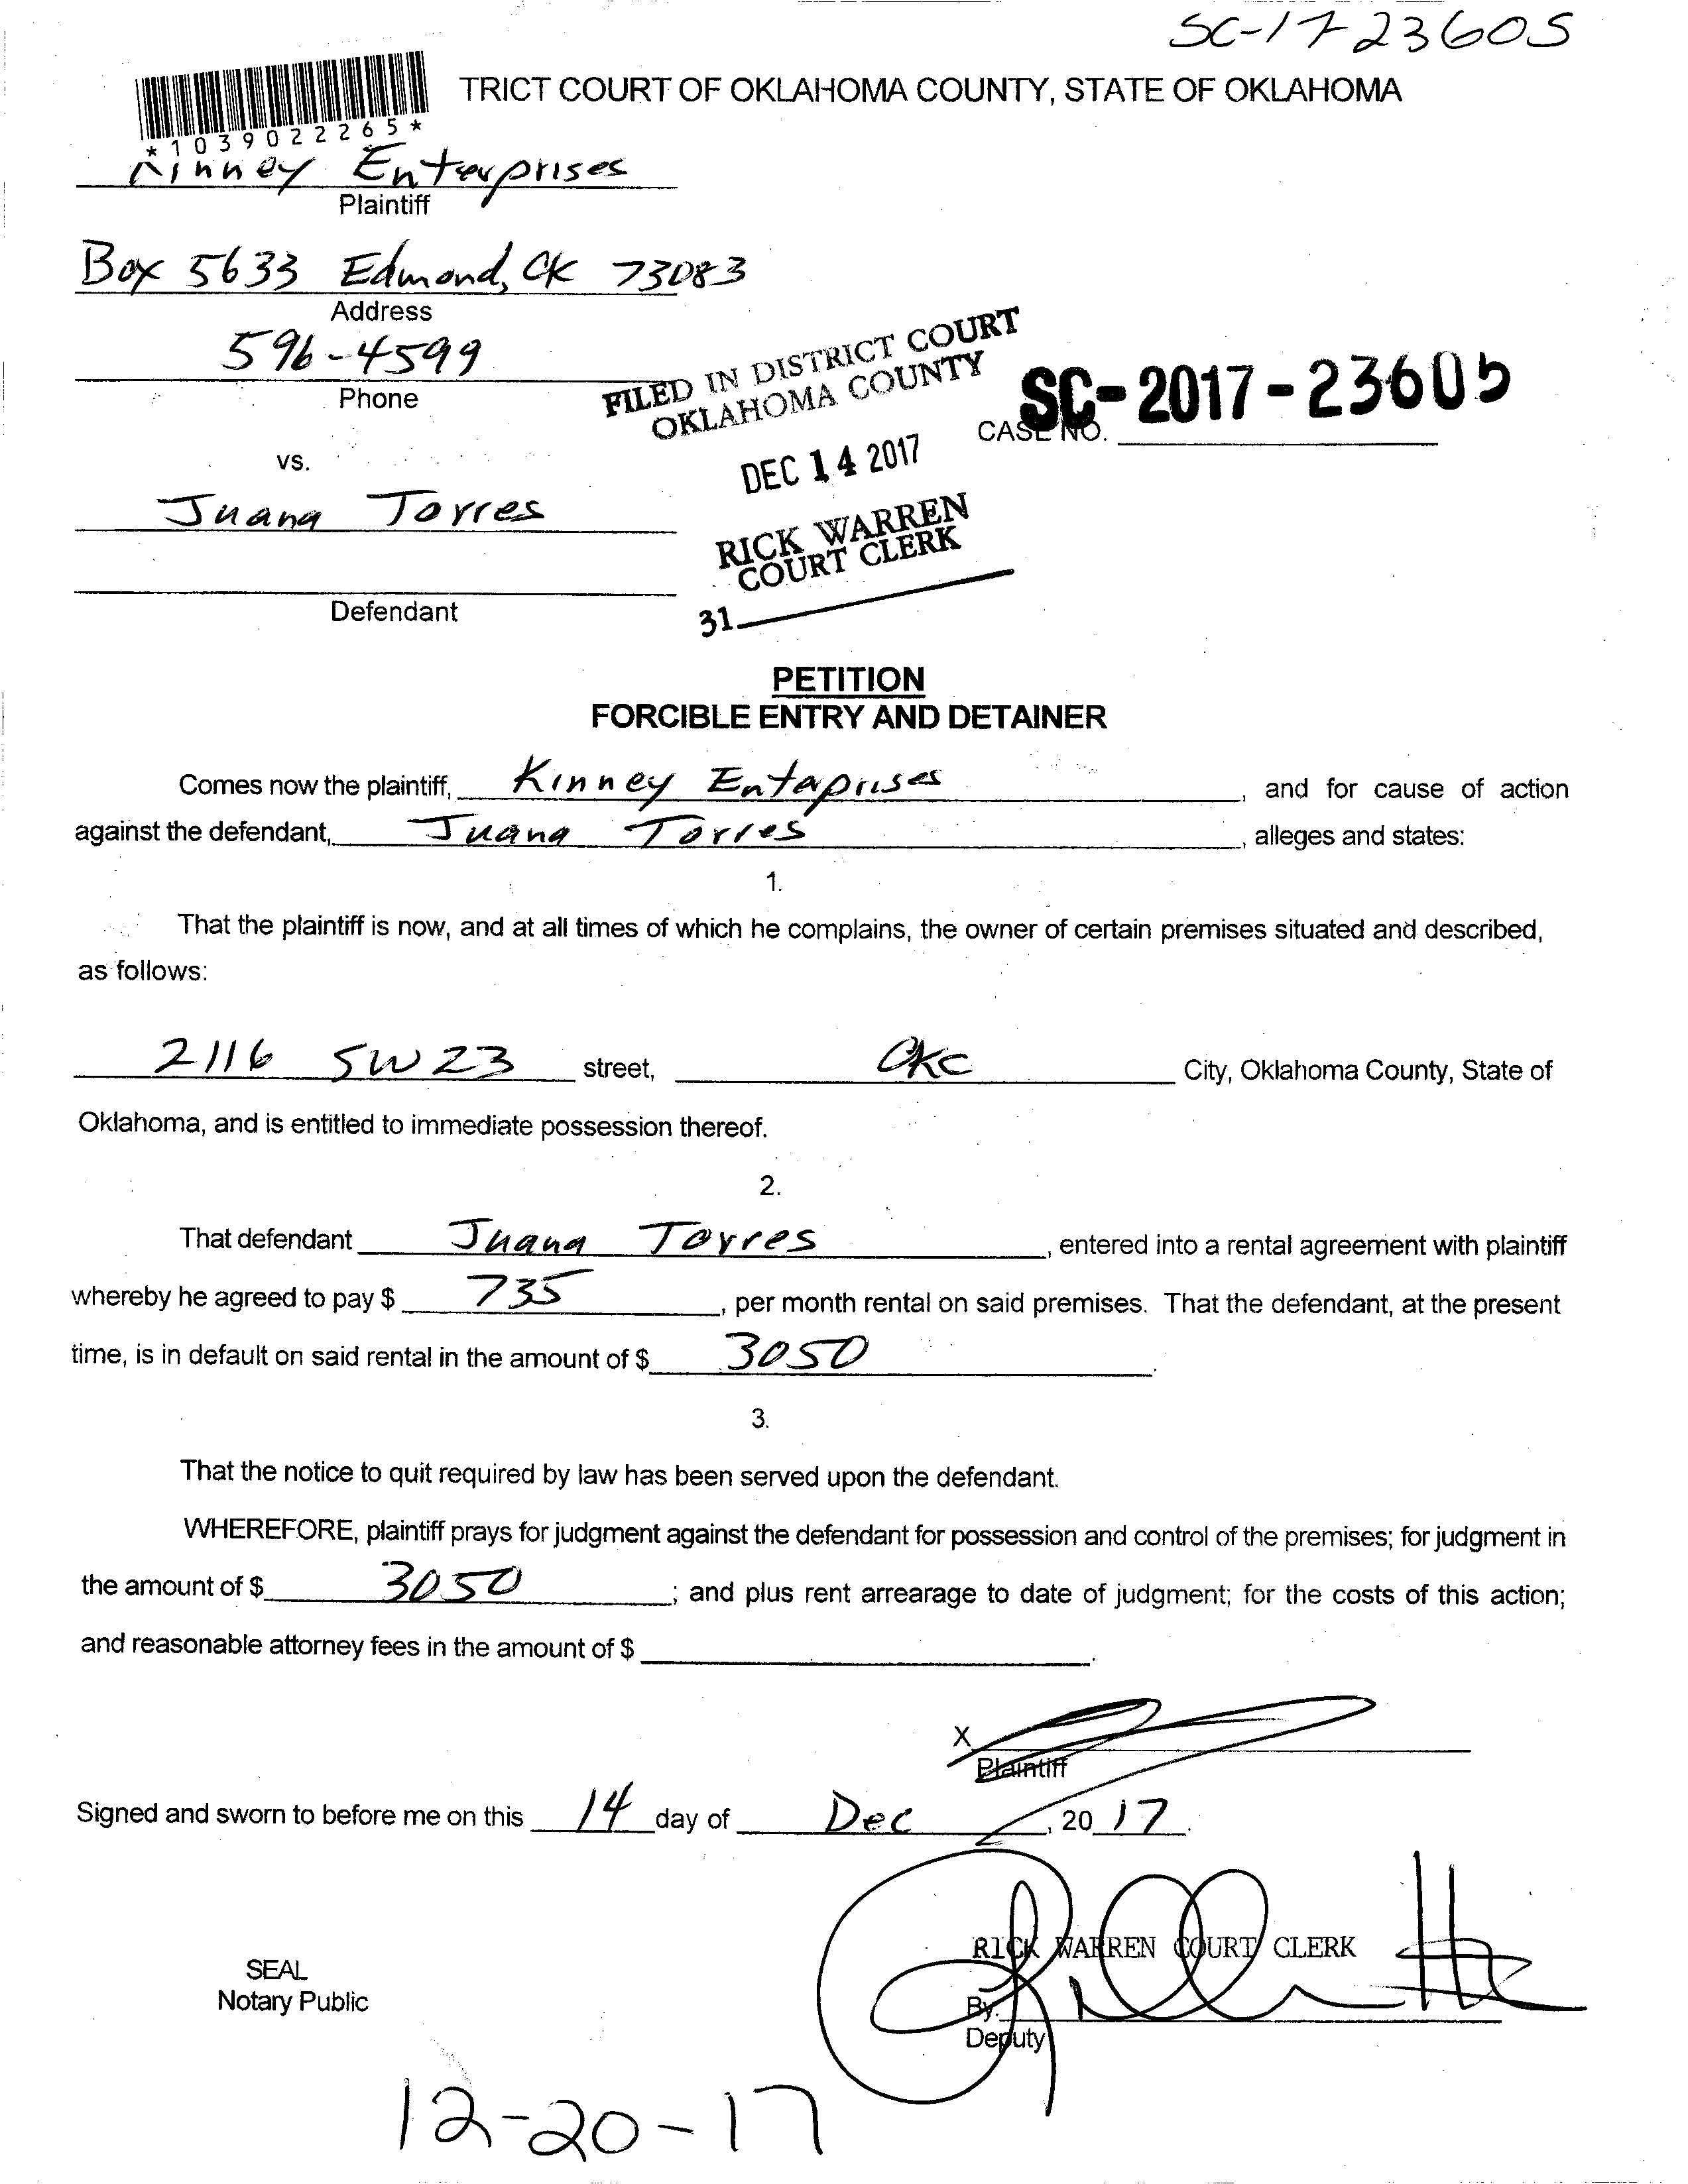 SC-17 23605
TRICT COURT OF OKLAHOMA COUNTY, STATE OF OKLAHOMA
*1039022265*
Kinney Enterprises
Plaintiff
Box 5633 Edmond, OK 73083
Address
596-4599
Phone
FILED IN DISTRICT COURT
OKLAHOMA COUNTY
SC-2017-23605
CASE NO.
vs.
DEC 14 2017
Juana Torres
RICK WARREN
COURT CLERK
Defendant
31
PETITION
FORCIBLE ENTRY AND DETAINER
Comes now the plaintiff, Kinney Entaprises, and for cause of action
against the defendant, Juana Torres, alleges and states:
1.
That the plaintiff is now, and at all times of which he complains, the owner of certain premises situated and described,
as follows:
2116 SW 23 street, OKC City, Oklahoma County, State of
Oklahoma, and is entitled to immediate possession thereof.
2.
That defendant Juana Torres, entered into a rental agreement with plaintiff
whereby he agreed to pay $ 735, per month rental on said premises. That the defendant, at the present
time, is in default on said rental in the amount of $ 3050.
3.
That the notice to quit required by law has been served upon the defendant.
WHEREFORE, plaintiff prays for judgment against the defendant for possession and control of the premises; for judgment in
the amount of $ 3050; and plus rent arrearage to date of judgment; for the costs of this action;
and reasonable attorney fees in the amount of $ .
X
Plaintiff
Signed and sworn to before me on this 14 day of Dec, 20 17.
RICK WARREN COURT CLERK
SEAL
Notary Public
By.
Deputy
12-20-17